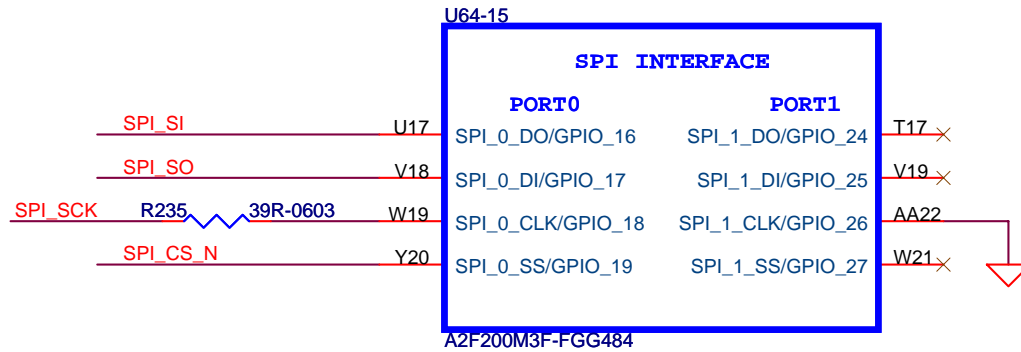 U64-15
SPI INTERFACE
PORT0 PORT1
SPI_SI U17 SPI_0_DO/GPIO_16 SPI_1_DO/GPIO_24 T17
SPI_SO V18 SPI_0_DI/GPIO_17 SPI_1_DI/GPIO_25 V19
SPI_SCK R235 39R-0603 W19 SPI_0_CLK/GPIO_18 SPI_1_CLK/GPIO_26 AA22
SPI_CS_N Y20 SPI_0_SS/GPIO_19 SPI_1_SS/GPIO_27 W21
A2F200M3F-FGG484